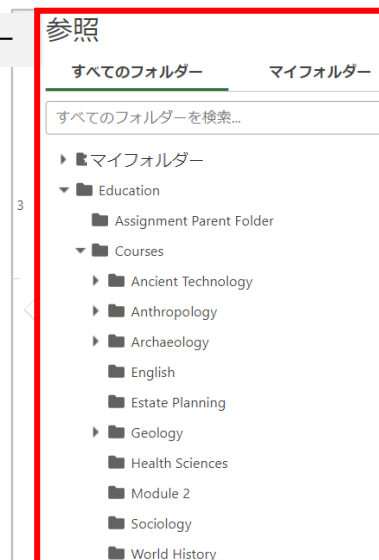 参照
すべてのフォルダー マイフォルダー
すべてのフォルダーを検索...
マイフォルダー
Education
3
Assignment Parent Folder
Courses
Ancient Technology
Anthropology
Archaeology
English
Estate Planning
Geology
Health Sciences
Module 2
Sociology
World History